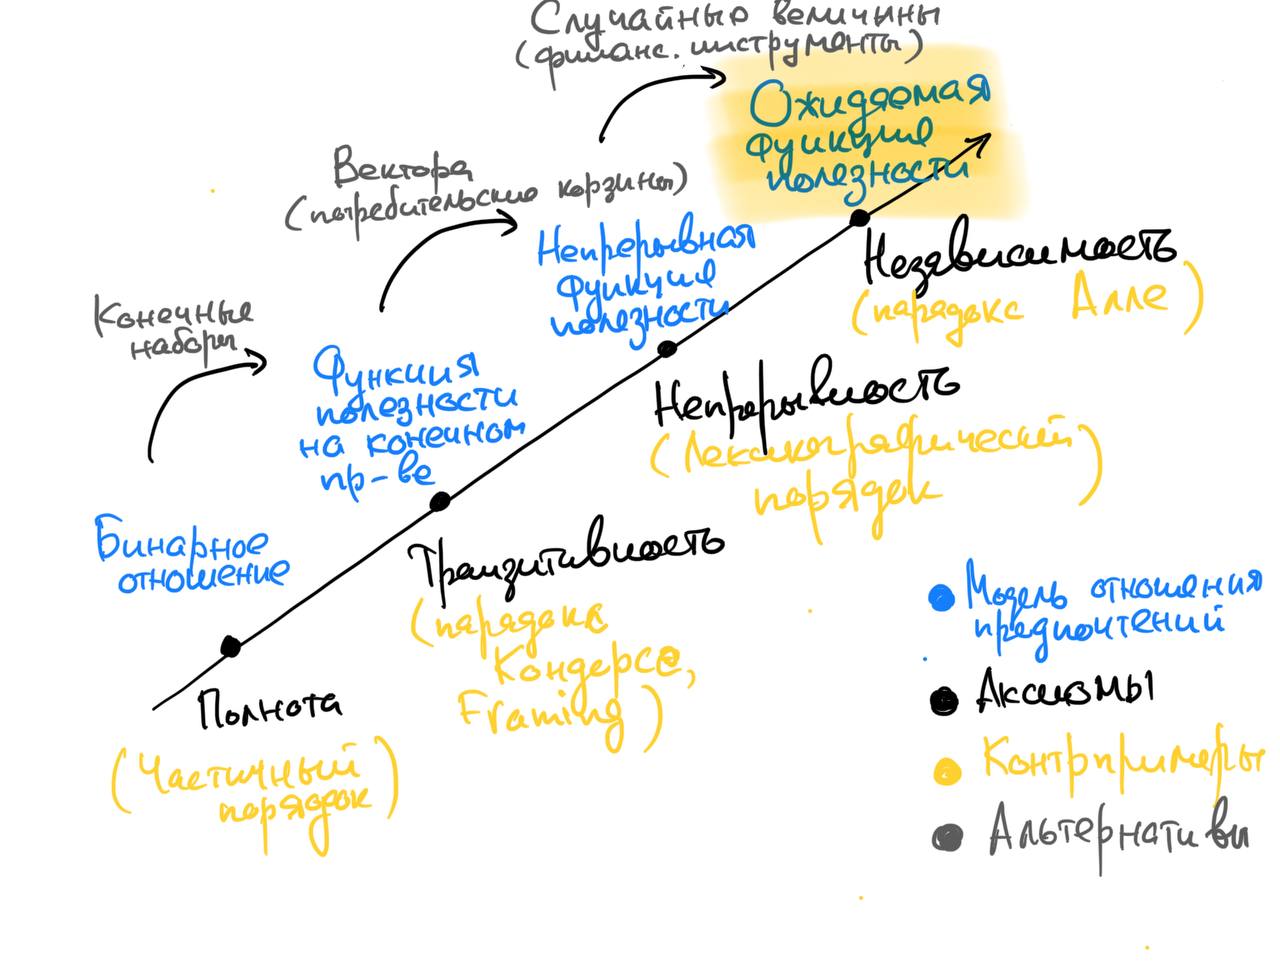 Случайные величины
(финанс. инструменты)
Ожидаемая
функция
полезности
Вектора
(потребительские корзины)
Непрерывная
функция
полезности
Независимость
(парадокс Алле)
Конечные
наборы
Функция
полезности
на конечном
пр-ве
Непрерывность
(Лексикографический
порядок)
Бинарное
отношение
Транзитивность
(парадокс
Кондорсе,
Framing)
Полнота
(Частичный
порядок)
Модель отношения
предпочтений
Аксиомы
Контрпримеры
Альтернативы